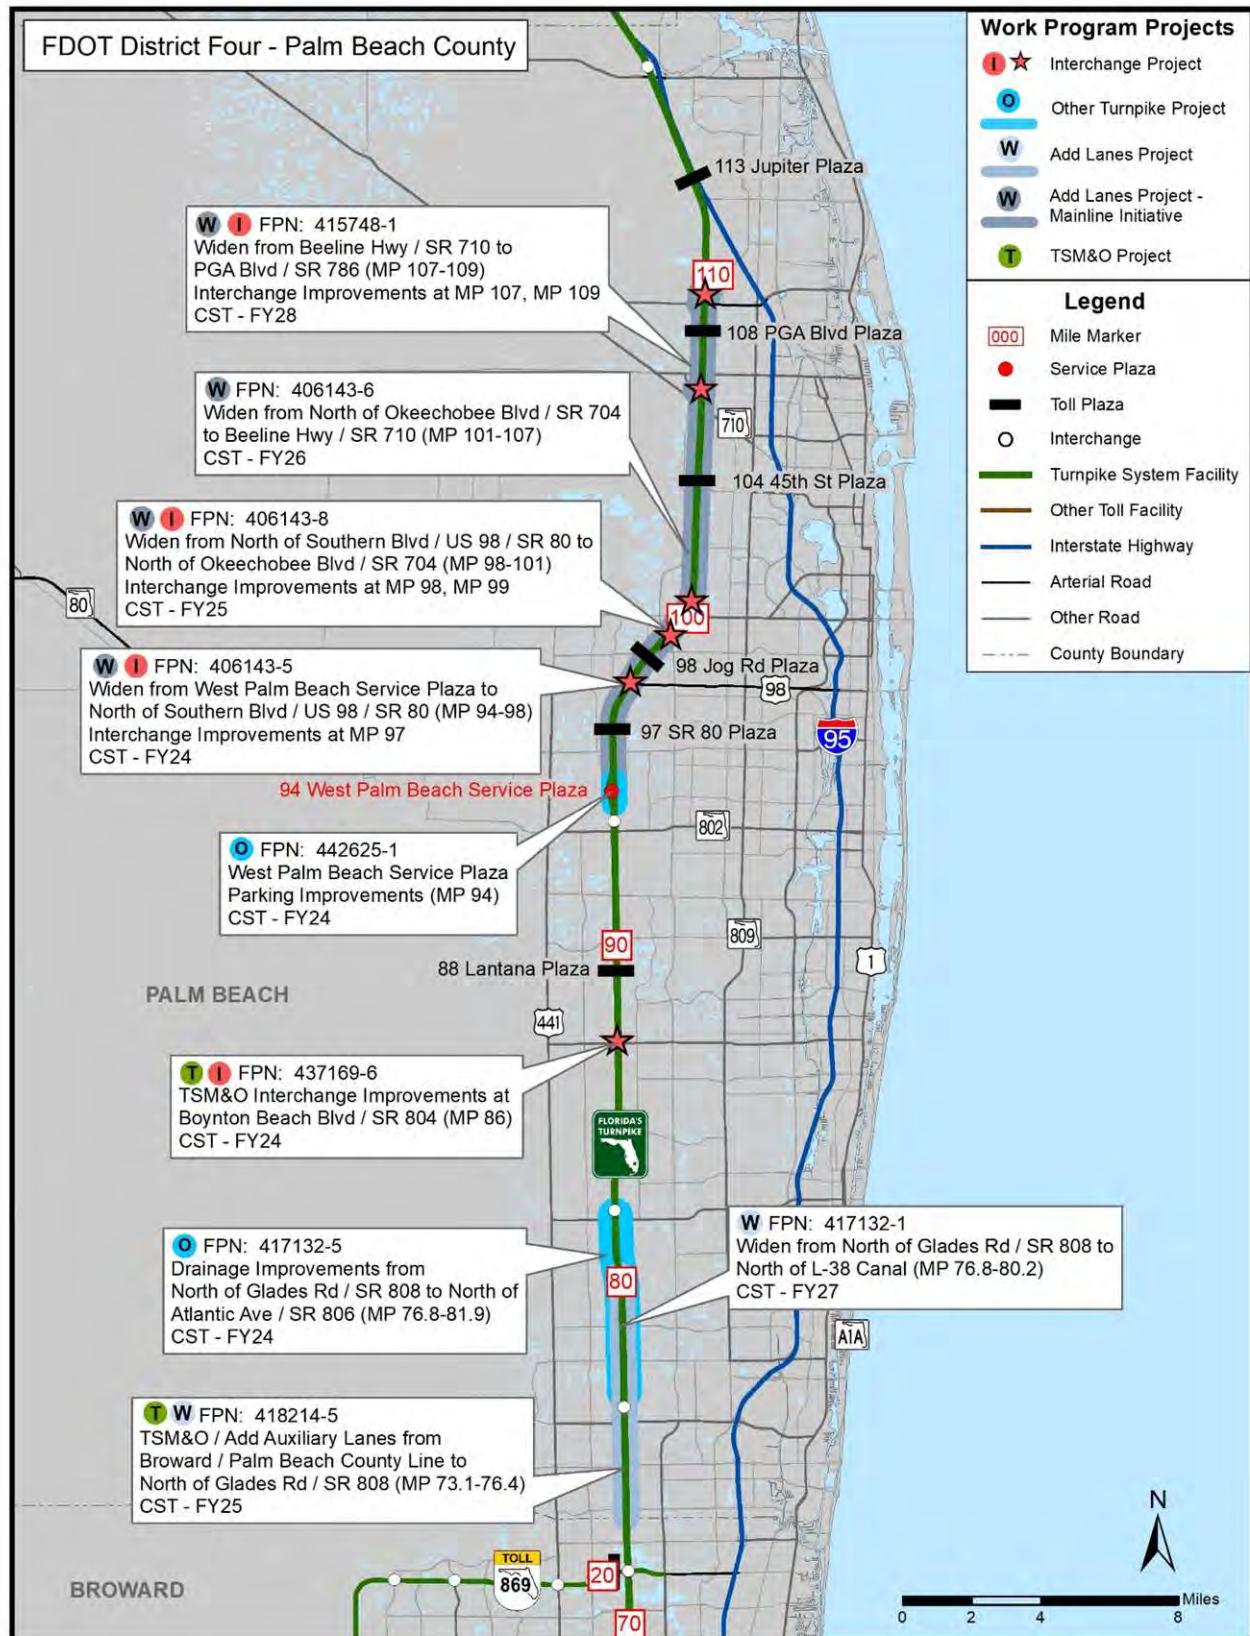 FDOT District Four - Palm Beach County
Work Program Projects
I Interchange Project
O Other Turnpike Project
W Add Lanes Project
W Add Lanes Project -
Mainline Initiative
T TSM&O Project
Legend
000 Mile Marker
Service Plaza
Toll Plaza
Interchange
Turnpike System Facility
Other Toll Facility
Interstate Highway
Arterial Road
Other Road
County Boundary
113 Jupiter Plaza
W I FPN: 415748-1
Widen from Beeline Hwy / SR 710 to
PGA Blvd / SR 786 (MP 107-109)
Interchange Improvements at MP 107, MP 109
CST - FY28
110
108 PGA Blvd Plaza
W FPN: 406143-6
Widen from North of Okeechobee Blvd / SR 704
to Beeline Hwy / SR 710 (MP 101-107)
CST - FY26
710
104 45th St Plaza
W I FPN: 406143-8
Widen from North of Southern Blvd / US 98 / SR 80 to
North of Okeechobee Blvd / SR 704 (MP 98-101)
Interchange Improvements at MP 98, MP 99
CST - FY25
80
100
98 Jog Rd Plaza
W I FPN: 406143-5
Widen from West Palm Beach Service Plaza to
North of Southern Blvd / US 98 / SR 80 (MP 94-98)
Interchange Improvements at MP 97
CST - FY24
98
97 SR 80 Plaza
95
94 West Palm Beach Service Plaza
802
O FPN: 442625-1
West Palm Beach Service Plaza
Parking Improvements (MP 94)
CST - FY24
809
90
1
88 Lantana Plaza
PALM BEACH
441
T I FPN: 437169-6
TSM&O Interchange Improvements at
Boynton Beach Blvd / SR 804 (MP 86)
CST - FY24
FLORIDA'S
TURNPIKE
W FPN: 417132-1
Widen from North of Glades Rd / SR 808 to
North of L-38 Canal (MP 76.8-80.2)
CST - FY27
O FPN: 417132-5
Drainage Improvements from
North of Glades Rd / SR 808 to North of
Atlantic Ave / SR 806 (MP 76.8-81.9)
CST - FY24
80
A1A
T W FPN: 418214-5
TSM&O / Add Auxiliary Lanes from
Broward / Palm Beach County Line to
North of Glades Rd / SR 808 (MP 73.1-76.4)
CST - FY25
N
TOLL
869
20
BROWARD
70
Miles
0 2 4 8